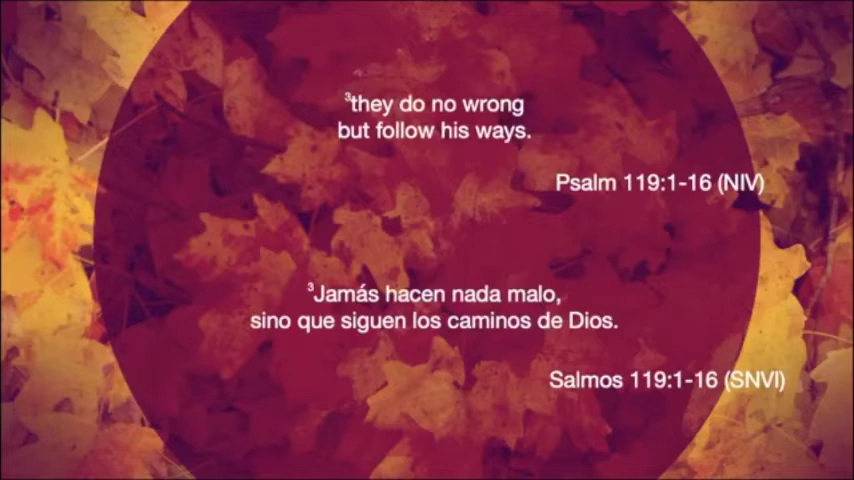 ³they do no wrong
but follow his ways.
Psalm 119:1-16 (NIV)
³Jamás hacen nada malo,
sino que siguen los caminos de Dios.
Salmos 119:1-16 (SNVI)